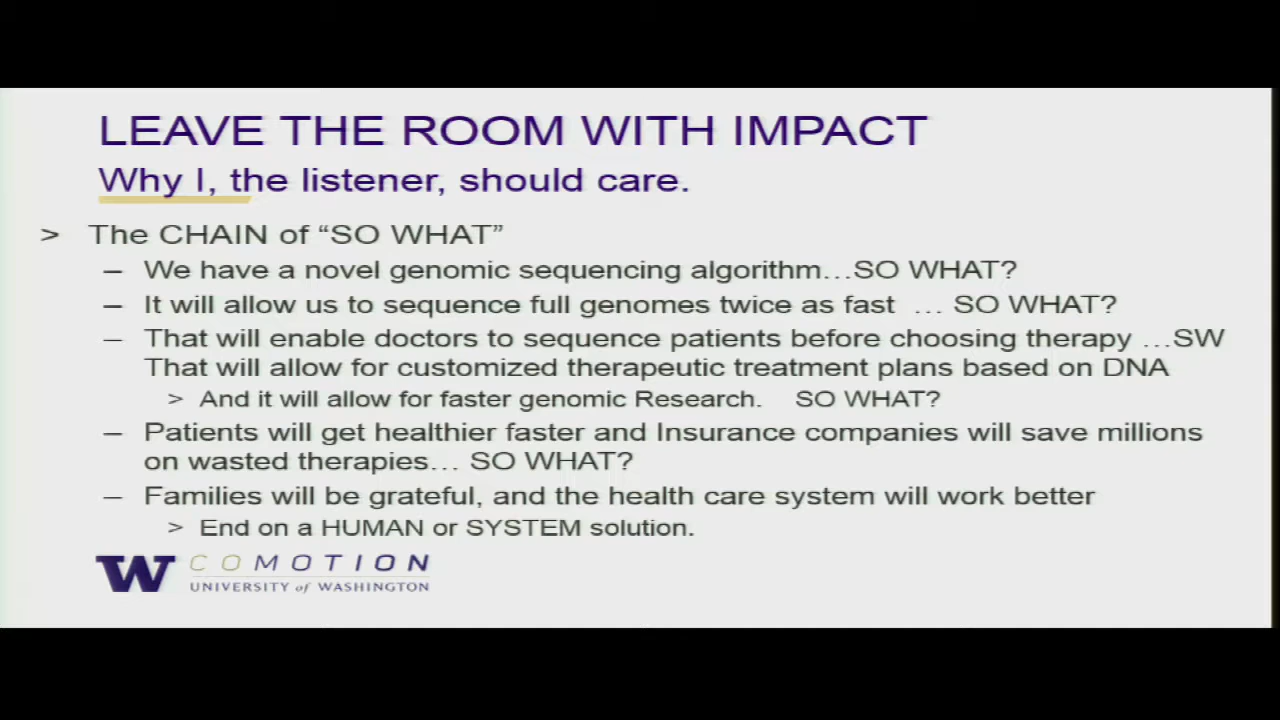 LEAVE THE ROOM WITH IMPACT
Why I, the listener, should care.
> The CHAIN of “SO WHAT”
– We have a novel genomic sequencing algorithm…SO WHAT?
– It will allow us to sequence full genomes twice as fast … SO WHAT?
– That will enable doctors to sequence patients before choosing therapy …SW
That will allow for customized therapeutic treatment plans based on DNA
> And it will allow for faster genomic Research. SO WHAT?
– Patients will get healthier faster and Insurance companies will save millions
on wasted therapies… SO WHAT?
– Families will be grateful, and the health care system will work better
> End on a HUMAN or SYSTEM solution.
W COMOTION
UNIVERSITY of WASHINGTON